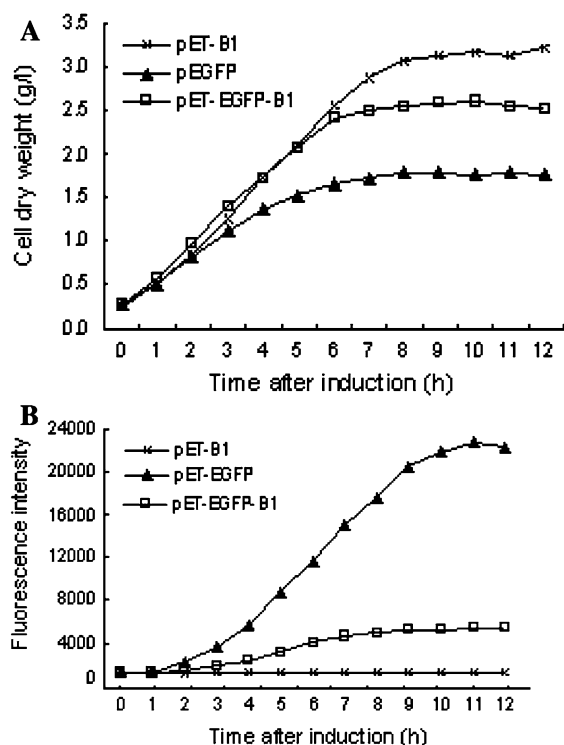 A
pET-B1
pEGFP
pET-EGFP-B1
Cell dry weight (g/l)
3.5
3.0
2.5
2.0
1.5
1.0
0.5
0.0
0 1 2 3 4 5 6 7 8 9 10 11 12
Time after induction (h)
B
pET-B1
pET-EGFP
pET-EGFP-B1
Fluorescence intensity
24000
20000
16000
12000
8000
4000
0
0 1 2 3 4 5 6 7 8 9 10 11 12
Time after induction (h)